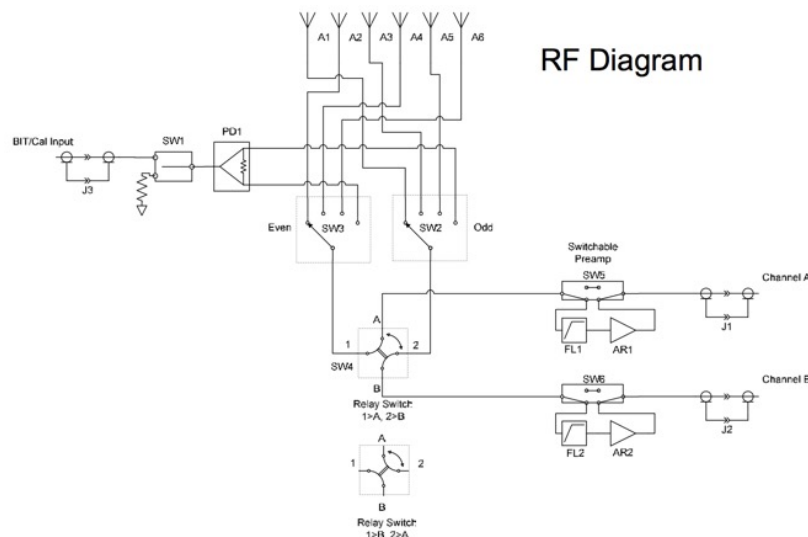 A1 A2 A3 A4 A5 A6
RF Diagram
BIT/Cal Input
SW1
PD1
J3
Even
SW3
SW2
Odd
Switchable
Preamp
SW5
Channel A
A
1
2
FL1
AR1
J1
SW4
B
SW6
Channel B
Relay Switch
1>A, 2>B
FL2
AR2
J2
A
1
2
B
Relay Switch
1>B, 2>A